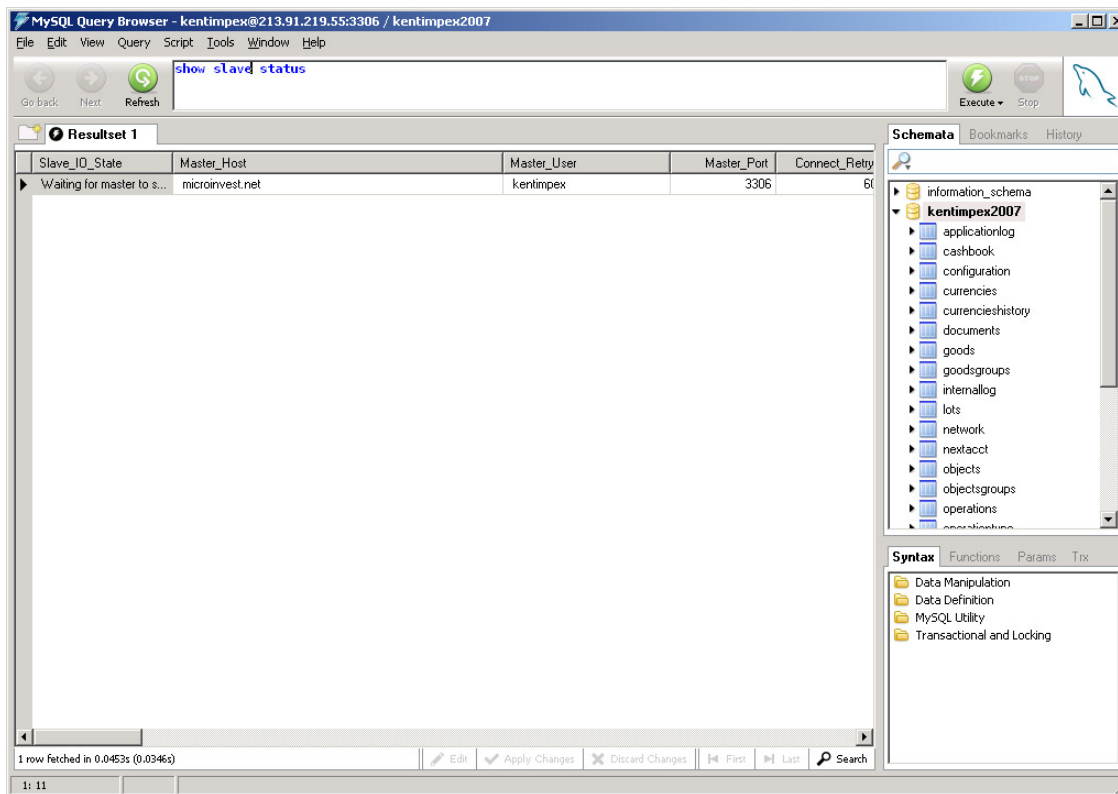 MySQL Query Browser - kentimpex@213.91.219.55:3306 / kentimpex2007
File Edit View Query Script Tools Window Help
show slave status
Go back Next Refresh
Execute Stop
Resultset 1
Slave_IO_State Master_Host Master_User Master_Port Connect_Retry
Waiting for master to s... microinvest.net kentimpex 3306 60
1 row fetched in 0.0453s (0.0346s)
Edit Apply Changes Discard Changes First Last Search
1: 11
Schemata Bookmarks History
information_schema
kentimpex2007
applicationlog
cashbook
configuration
currencies
currencieshistory
documents
goods
goodsgroups
internallog
lots
network
nextacct
objects
objectsgroups
operations
operationtype
Syntax Functions Params Trx
Data Manipulation
Data Definition
MySQL Utility
Transactional and Locking